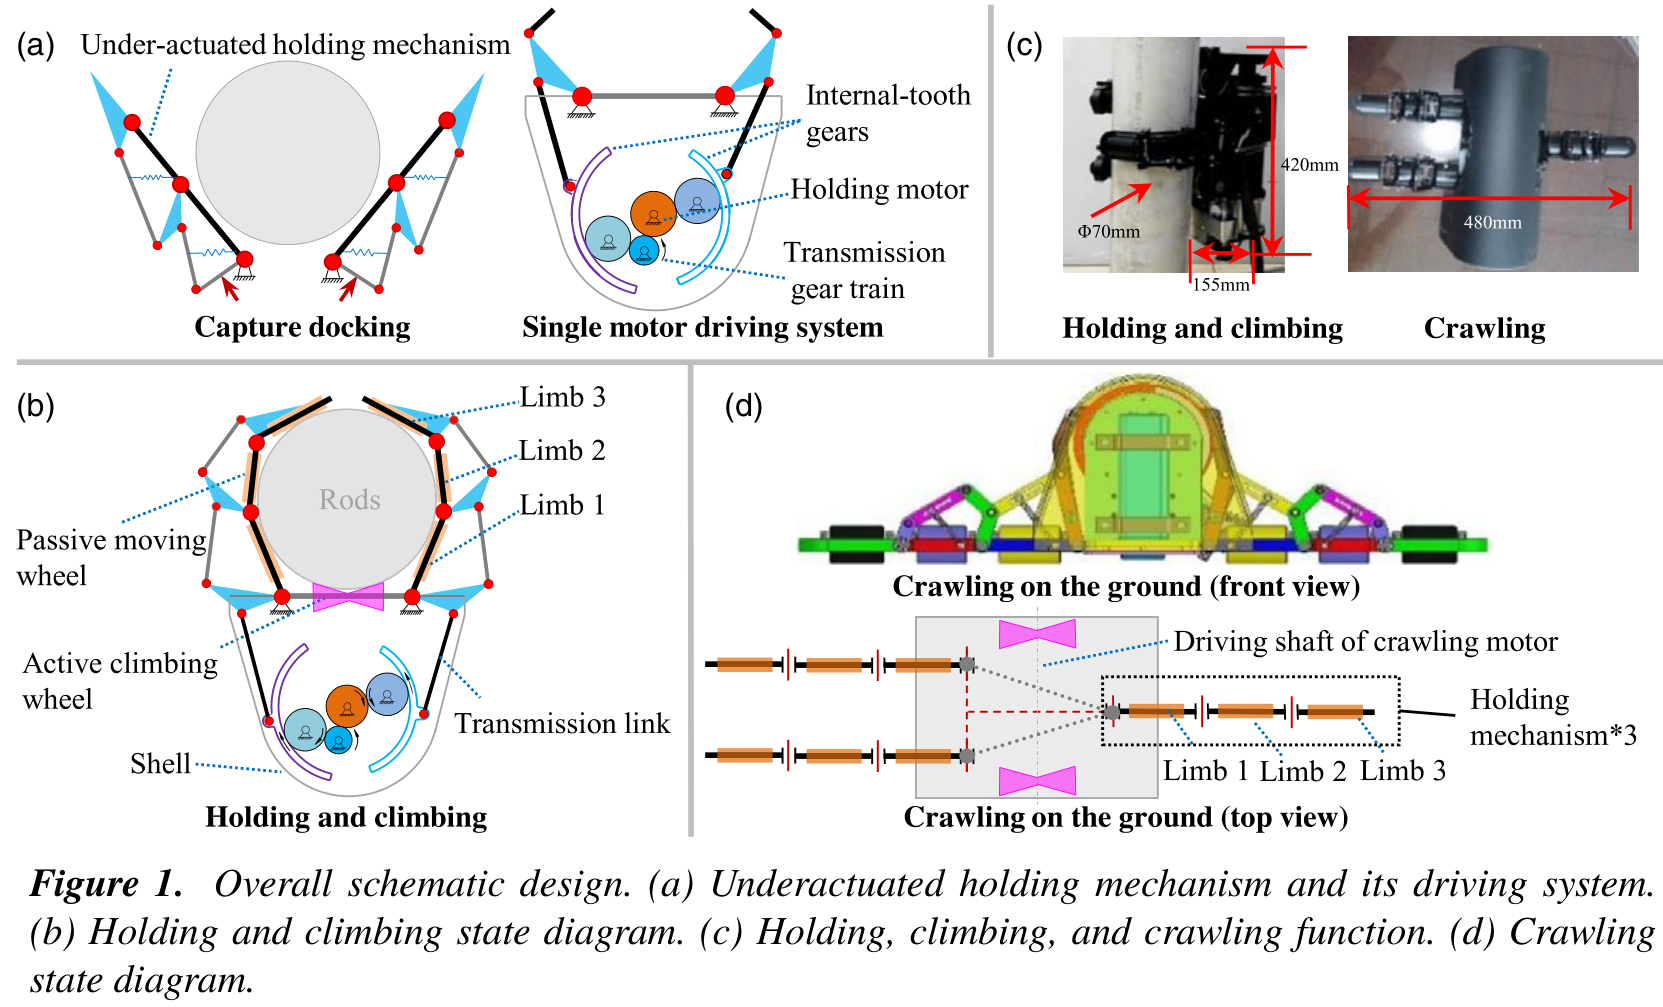 (a)
Under-actuated holding mechanism
Capture docking
Internal-tooth
gears
Holding motor
Transmission
gear train
Single motor driving system
(c)
420mm
Φ70mm
155mm
480mm
Holding and climbing
Crawling
(b)
Limb 3
Limb 2
Limb 1
Rods
Passive moving
wheel
Active climbing
wheel
Transmission link
Shell
Holding and climbing
(d)
Crawling on the ground (front view)
Driving shaft of crawling motor
Holding
mechanism*3
Limb 1
Limb 2
Limb 3
Crawling on the ground (top view)
Figure 1. Overall schematic design. (a) Underactuated holding mechanism and its driving system.
(b) Holding and climbing state diagram. (c) Holding, climbing, and crawling function. (d) Crawling
state diagram.